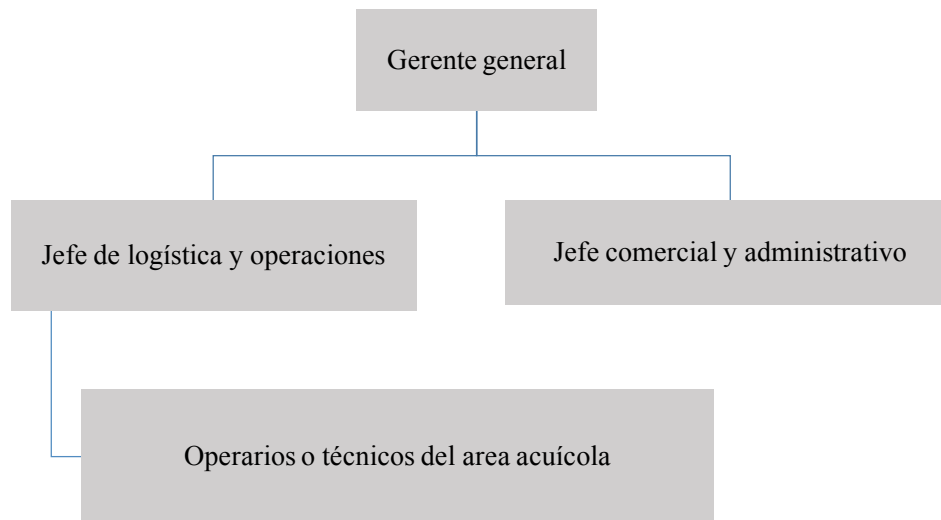 Gerente general
Jefe de logística y operaciones
Jefe comercial y administrativo
Operarios o técnicos del area acuícola